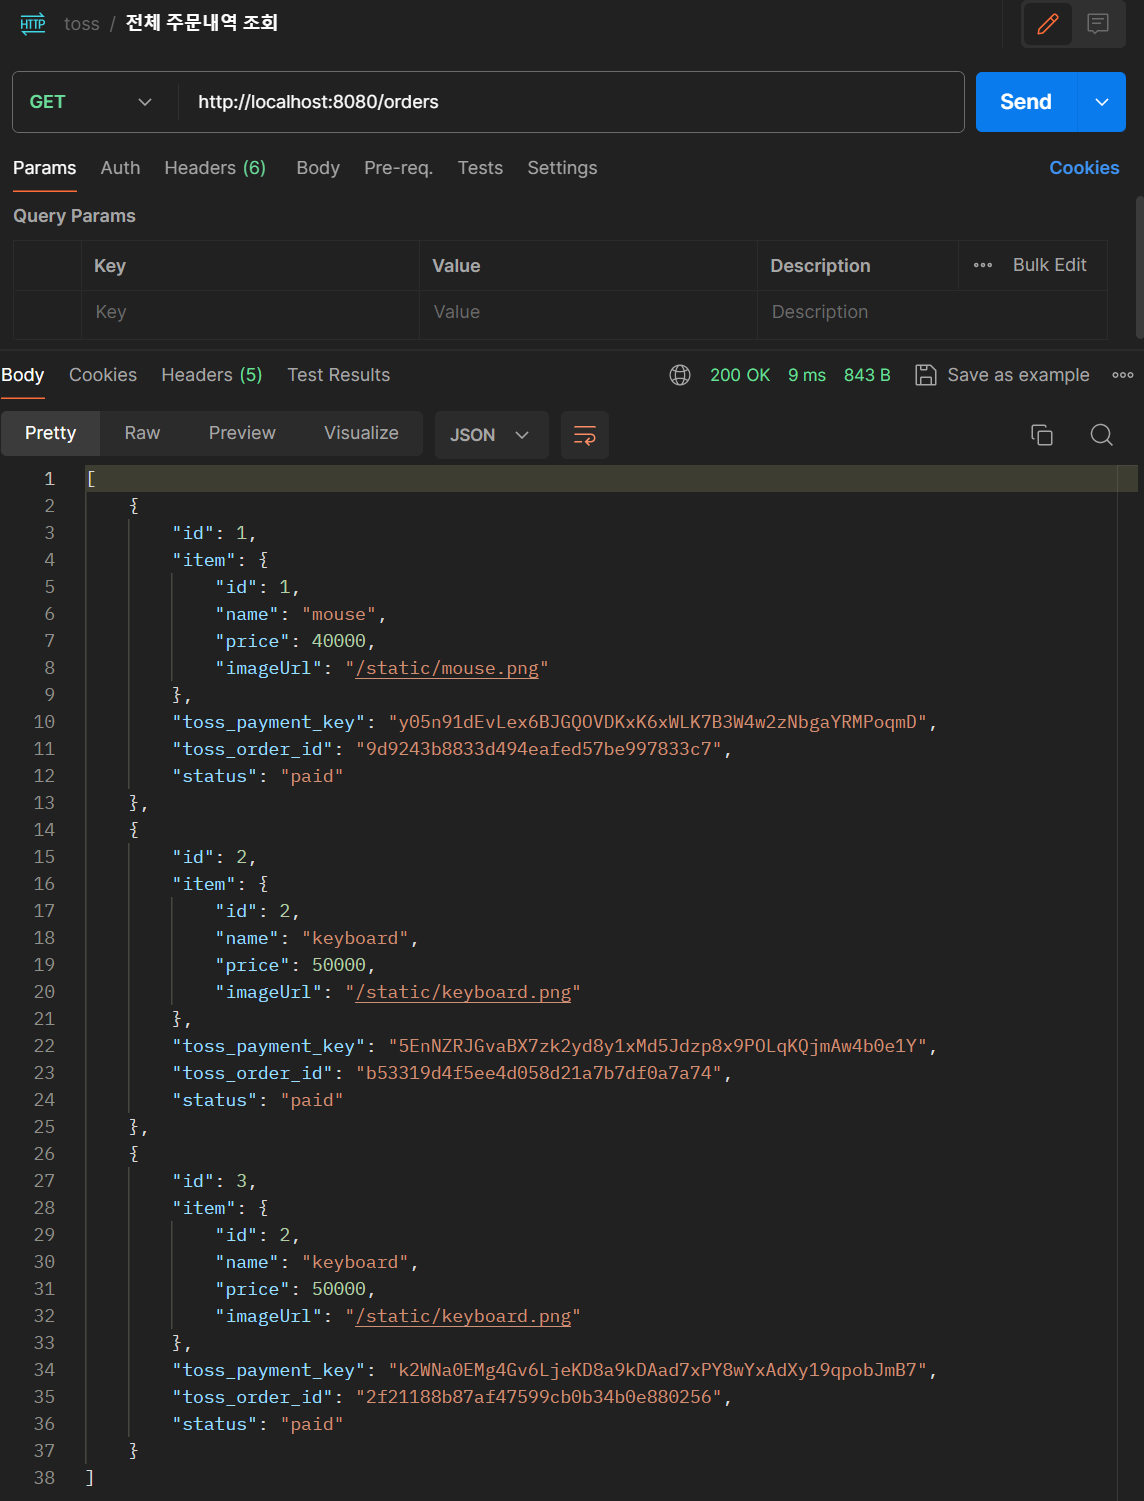 HTTP toss / 전체 주문내역 조회
GET http://localhost:8080/orders Send
Params Auth Headers (6) Body Pre-req. Tests Settings Cookies
Query Params
Key Value Description Bulk Edit
Key Value Description
Body Cookies Headers (5) Test Results 200 OK 9 ms 843 B Save as example
Pretty Raw Preview Visualize JSON
1 [
2 {
3 "id": 1,
4 "item": {
5 "id": 1,
6 "name": "mouse",
7 "price": 40000,
8 "imageUrl": "/static/mouse.png"
9 },
10 "toss_payment_key": "y05n91dEvLex6BJGQOVDKxK6xWLK7B3W4w2zNbgaYRMPoqmD",
11 "toss_order_id": "9d9243b8833d494eafed57be997833c7",
12 "status": "paid"
13 },
14 {
15 "id": 2,
16 "item": {
17 "id": 2,
18 "name": "keyboard",
19 "price": 50000,
20 "imageUrl": "/static/keyboard.png"
21 },
22 "toss_payment_key": "5EnNZRJGvaBX7zk2yd8y1xMd5Jdzp8x9POLqKQjmAw4b0e1Y",
23 "toss_order_id": "b53319d4f5ee4d058d21a7b7df0a7a74",
24 "status": "paid"
25 },
26 {
27 "id": 3,
28 "item": {
29 "id": 2,
30 "name": "keyboard",
31 "price": 50000,
32 "imageUrl": "/static/keyboard.png"
33 },
34 "toss_payment_key": "k2WNa0EMg4Gv6LjeKD8a9kDAad7xPY8wYxAdXy19qpobJmB7",
35 "toss_order_id": "2f21188b87af47599cb0b34b0e880256",
36 "status": "paid"
37 }
38 ]